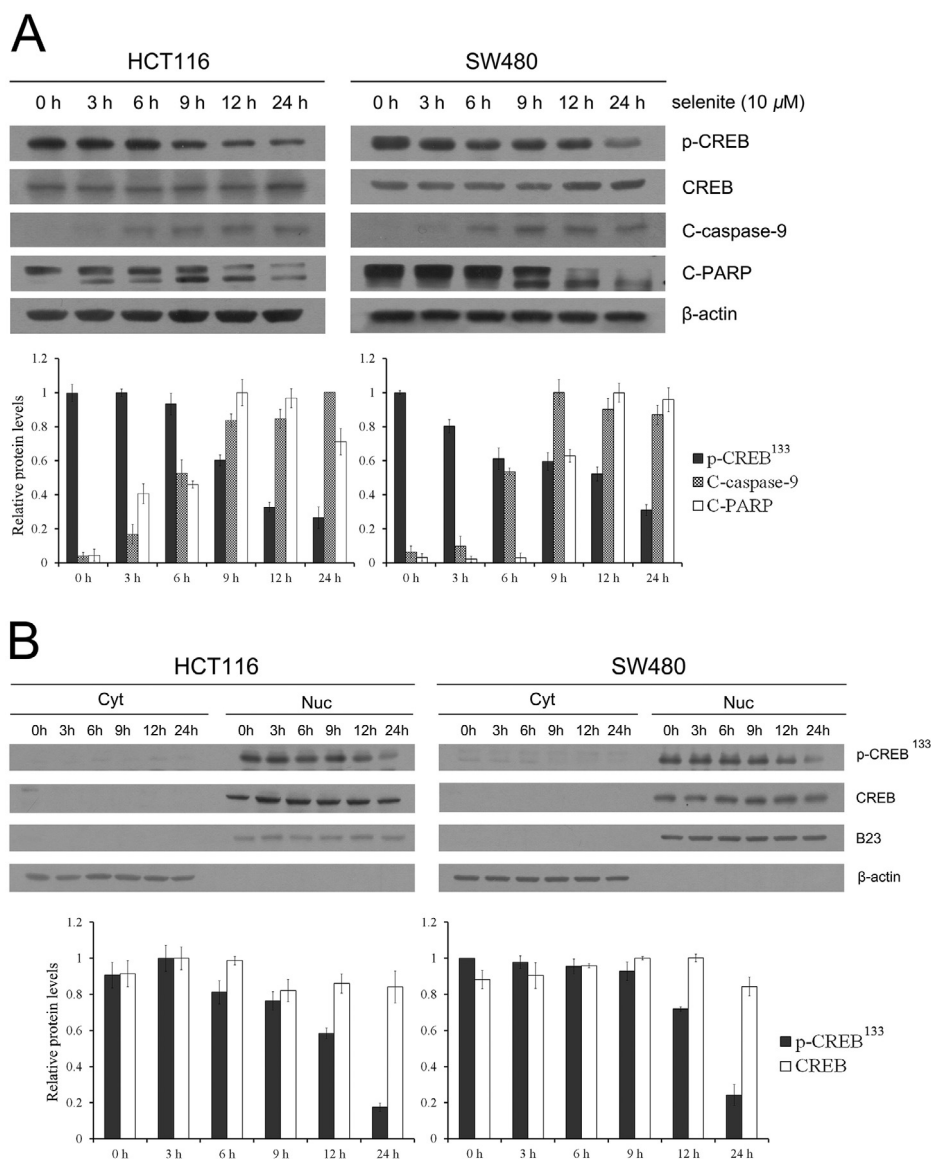 A
HCT116 SW480
0 h 3 h 6 h 9 h 12 h 24 h 0 h 3 h 6 h 9 h 12 h 24 h selenite (10 µM)
p-CREB
CREB
C-caspase-9
C-PARP
β-actin
Relative protein levels
1.2
1
0.8
0.6
0.4
0.2
0
0 h 3 h 6 h 9 h 12 h 24 h
1.2
1
0.8
0.6
0.4
0.2
0
0 h 3 h 6 h 9 h 12 h 24 h
p-CREB133
C-caspase-9
C-PARP
B
HCT116 SW480
Cyt Nuc Cyt Nuc
0h 3h 6h 9h 12h 24h 0h 3h 6h 9h 12h 24h 0h 3h 6h 9h 12h 24h 0h 3h 6h 9h 12h 24h
p-CREB133
CREB
B23
β-actin
Relative protein levels
1.2
1
0.8
0.6
0.4
0.2
0
0 h 3 h 6 h 9 h 12 h 24 h
1.2
1
0.8
0.6
0.4
0.2
0
0 h 3 h 6 h 9 h 12 h 24 h
p-CREB133
CREB